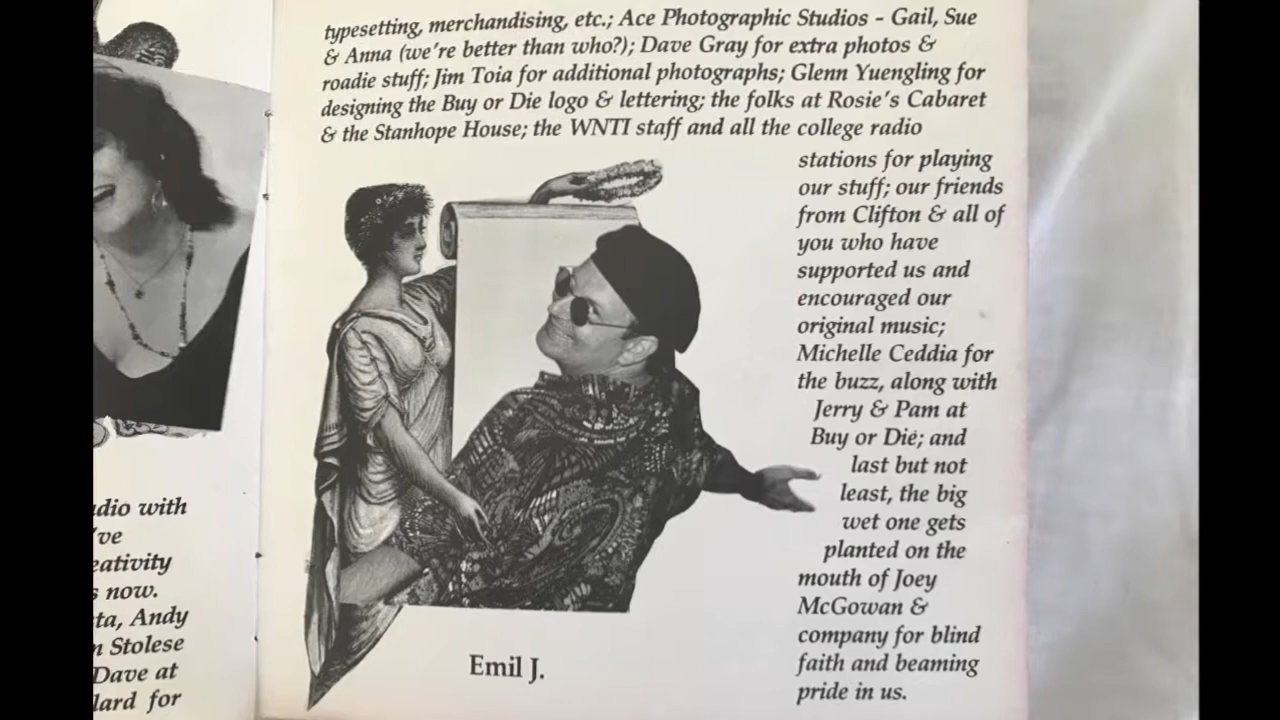 typesetting, merchandising, etc.; Ace Photographic Studios - Gail, Sue
& Anna (we're better than who?); Dave Gray for extra photos &
roadie stuff; Jim Toia for additional photographs; Glenn Yuengling for
designing the Buy or Die logo & lettering; the folks at Rosie's Cabaret
& the Stanhope House; the WNTI staff and all the college radio
stations for playing
our stuff; our friends
from Clifton & all of
you who have
supported us and
encouraged our
original music;
Michelle Ceddia for
the buzz, along with
Jerry & Pam at
Buy or Die; and
last but not
least, the big
wet one gets
planted on the
mouth of Joey
McGowan &
company for blind
faith and beaming
pride in us.
Emil J.
with
've
now.
Andy
Stolese
Dave at
for